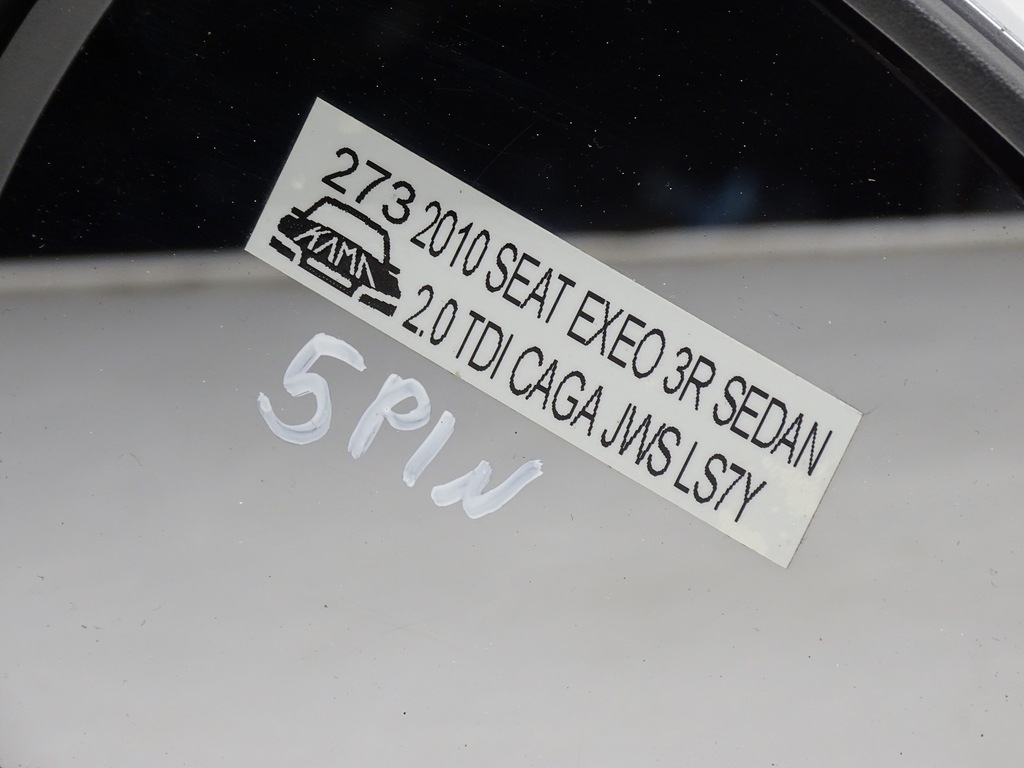 273 2010 SEAT EXEO 3R SEDAN
KAMA 2.0 TDI CAGA JWS LS7Y
5PIN